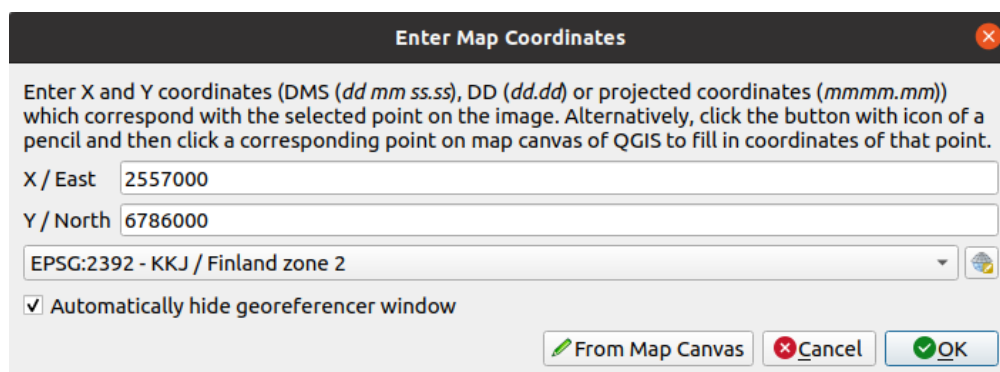 Enter Map Coordinates
Enter X and Y coordinates (DMS (dd mm ss.ss), DD (dd.dd) or projected coordinates (mmmm.mm))
which correspond with the selected point on the image. Alternatively, click the button with icon of a
pencil and then click a corresponding point on map canvas of QGIS to fill in coordinates of that point.
X / East 2557000
Y / North 6786000
EPSG:2392 - KKJ / Finland zone 2
Automatically hide georeferencer window
From Map Canvas Cancel OK